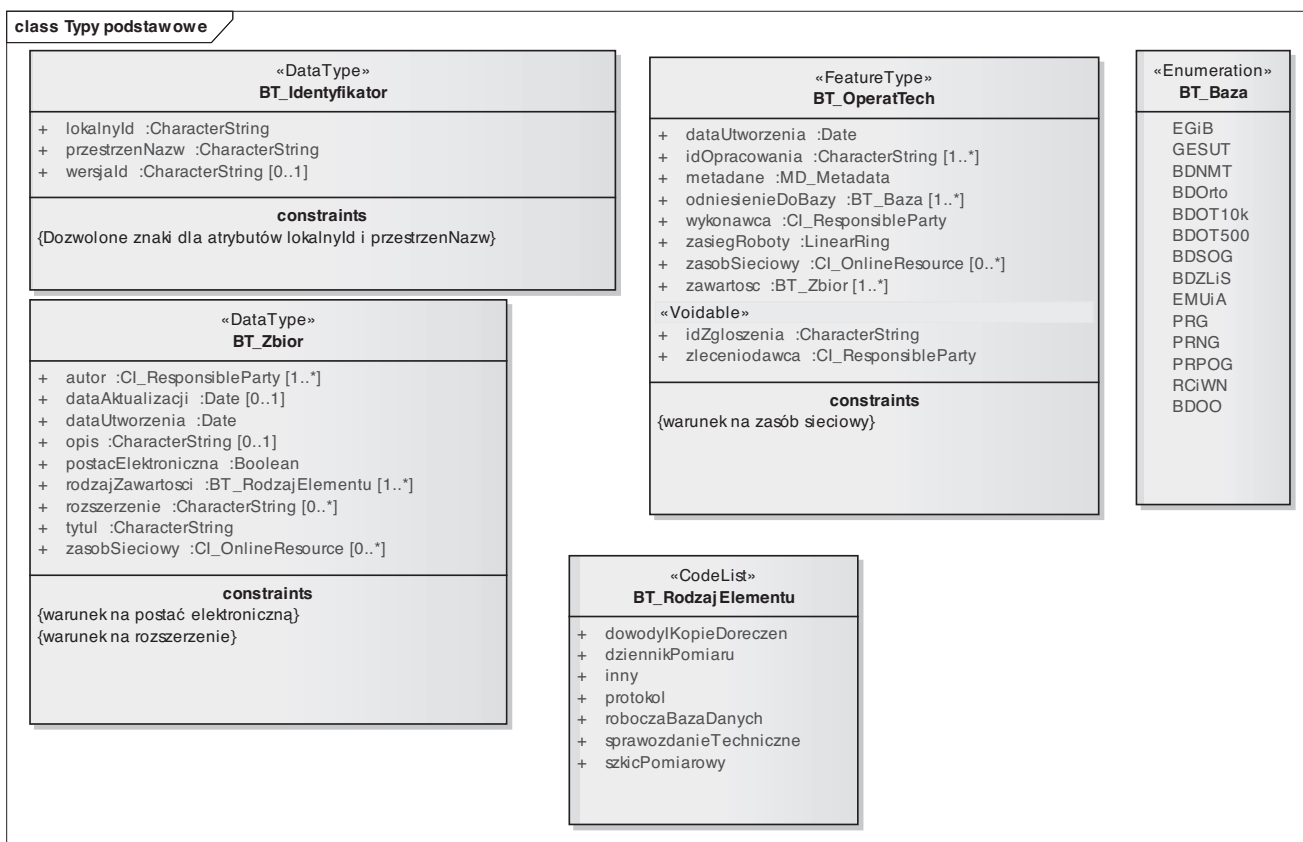 class Typy podstawowe
«DataType»
BT_Identyfikator
+ lokalnyId :CharacterString
+ przestrzenNazw :CharacterString
+ wersjaId :CharacterString [0..1]
constraints
{Dozwolone znaki dla atrybutów lokalnyId i przestrzenNazw}
«DataType»
BT_Zbior
+ autor :CI_ResponsibleParty [1..*]
+ dataAktualizacji :Date [0..1]
+ dataUtworzenia :Date
+ opis :CharacterString [0..1]
+ postacElektroniczna :Boolean
+ rodzajZawartosci :BT_RodzajElementu [1..*]
+ rozszerzenie :CharacterString [0..*]
+ tytul :CharacterString
+ zasobSieciowy :CI_OnlineResource [0..*]
constraints
{warunek na postać elektroniczną}
{warunek na rozszerzenie}
«FeatureType»
BT_OperatTech
+ dataUtworzenia :Date
+ idOpracowania :CharacterString [1..*]
+ metadane :MD_Metadata
+ odniesienieDoBazy :BT_Baza [1..*]
+ wykonawca :CI_ResponsibleParty
+ zasiegRoboty :LinearRing
+ zasobSieciowy :CI_OnlineResource [0..*]
+ zawartosc :BT_Zbior [1..*]
«Voidable»
+ idZgloszenia :CharacterString
+ zleceniodawca :CI_ResponsibleParty
constraints
{warunek na zasób sieciowy}
«CodeList»
BT_RodzajElementu
+ dowodyIKopieDoreczen
+ dziennikPomiaru
+ inny
+ protokol
+ roboczaBazaDanych
+ sprawozdanieTechniczne
+ szkicPomiarowy
«Enumeration»
BT_Baza
EGiB
GESUT
BDNMT
BDOrto
BDOT10k
BDOT500
BDSOG
BDZLiS
EMUiA
PRG
PRNG
PRPOG
RCiWN
BDOO